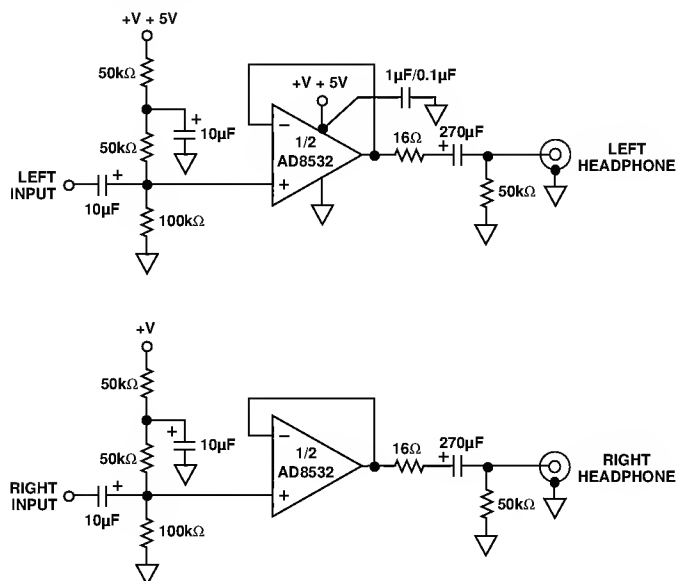 +V + 5V
50kΩ
+V + 5V
1µF/0.1µF
+
10µF
50kΩ
−
1/2
AD8532
16Ω
+
270µF
LEFT
HEADPHONE
LEFT
INPUT
+
10µF
+
100kΩ
50kΩ
+V
50kΩ
+
10µF
50kΩ
−
1/2
AD8532
16Ω
+
270µF
RIGHT
HEADPHONE
RIGHT
INPUT
+
10µF
+
100kΩ
50kΩ